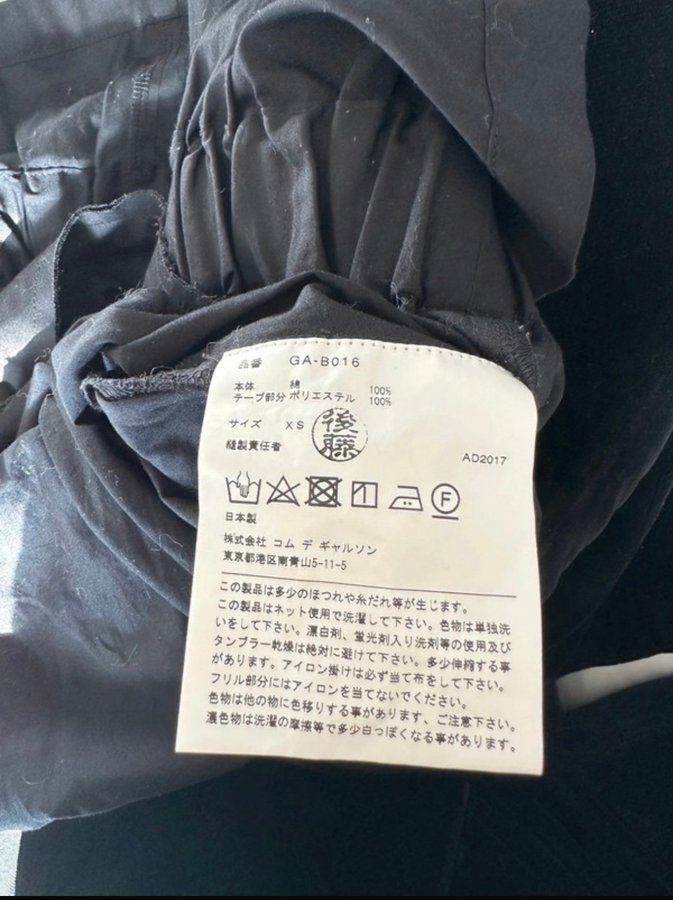 品番 GA-B016
本体 綿 100%
テープ部分 ポリエステル 100%
サイズ XS
縫製責任者 後藤
AD2017
F
日本製
株式会社 コム デ ギャルソン
東京都港区南青山5-11-5
この製品は多少のほつれや糸だれ等が生じます。
この製品はネット使用で洗濯して下さい。色物は単独洗
いをして下さい。漂白剤、蛍光剤入り洗剤等の使用及び
タンブラー乾燥は絶対に避けて下さい。多少伸縮する事
があります。アイロン掛けは必ず当て布をして下さい。
フリル部分にはアイロンを当てないでください。
色物は他の物に色移りする事があります、ご注意下さい。
濃色物は洗濯の摩擦等で多少白っぽくなる事があります。